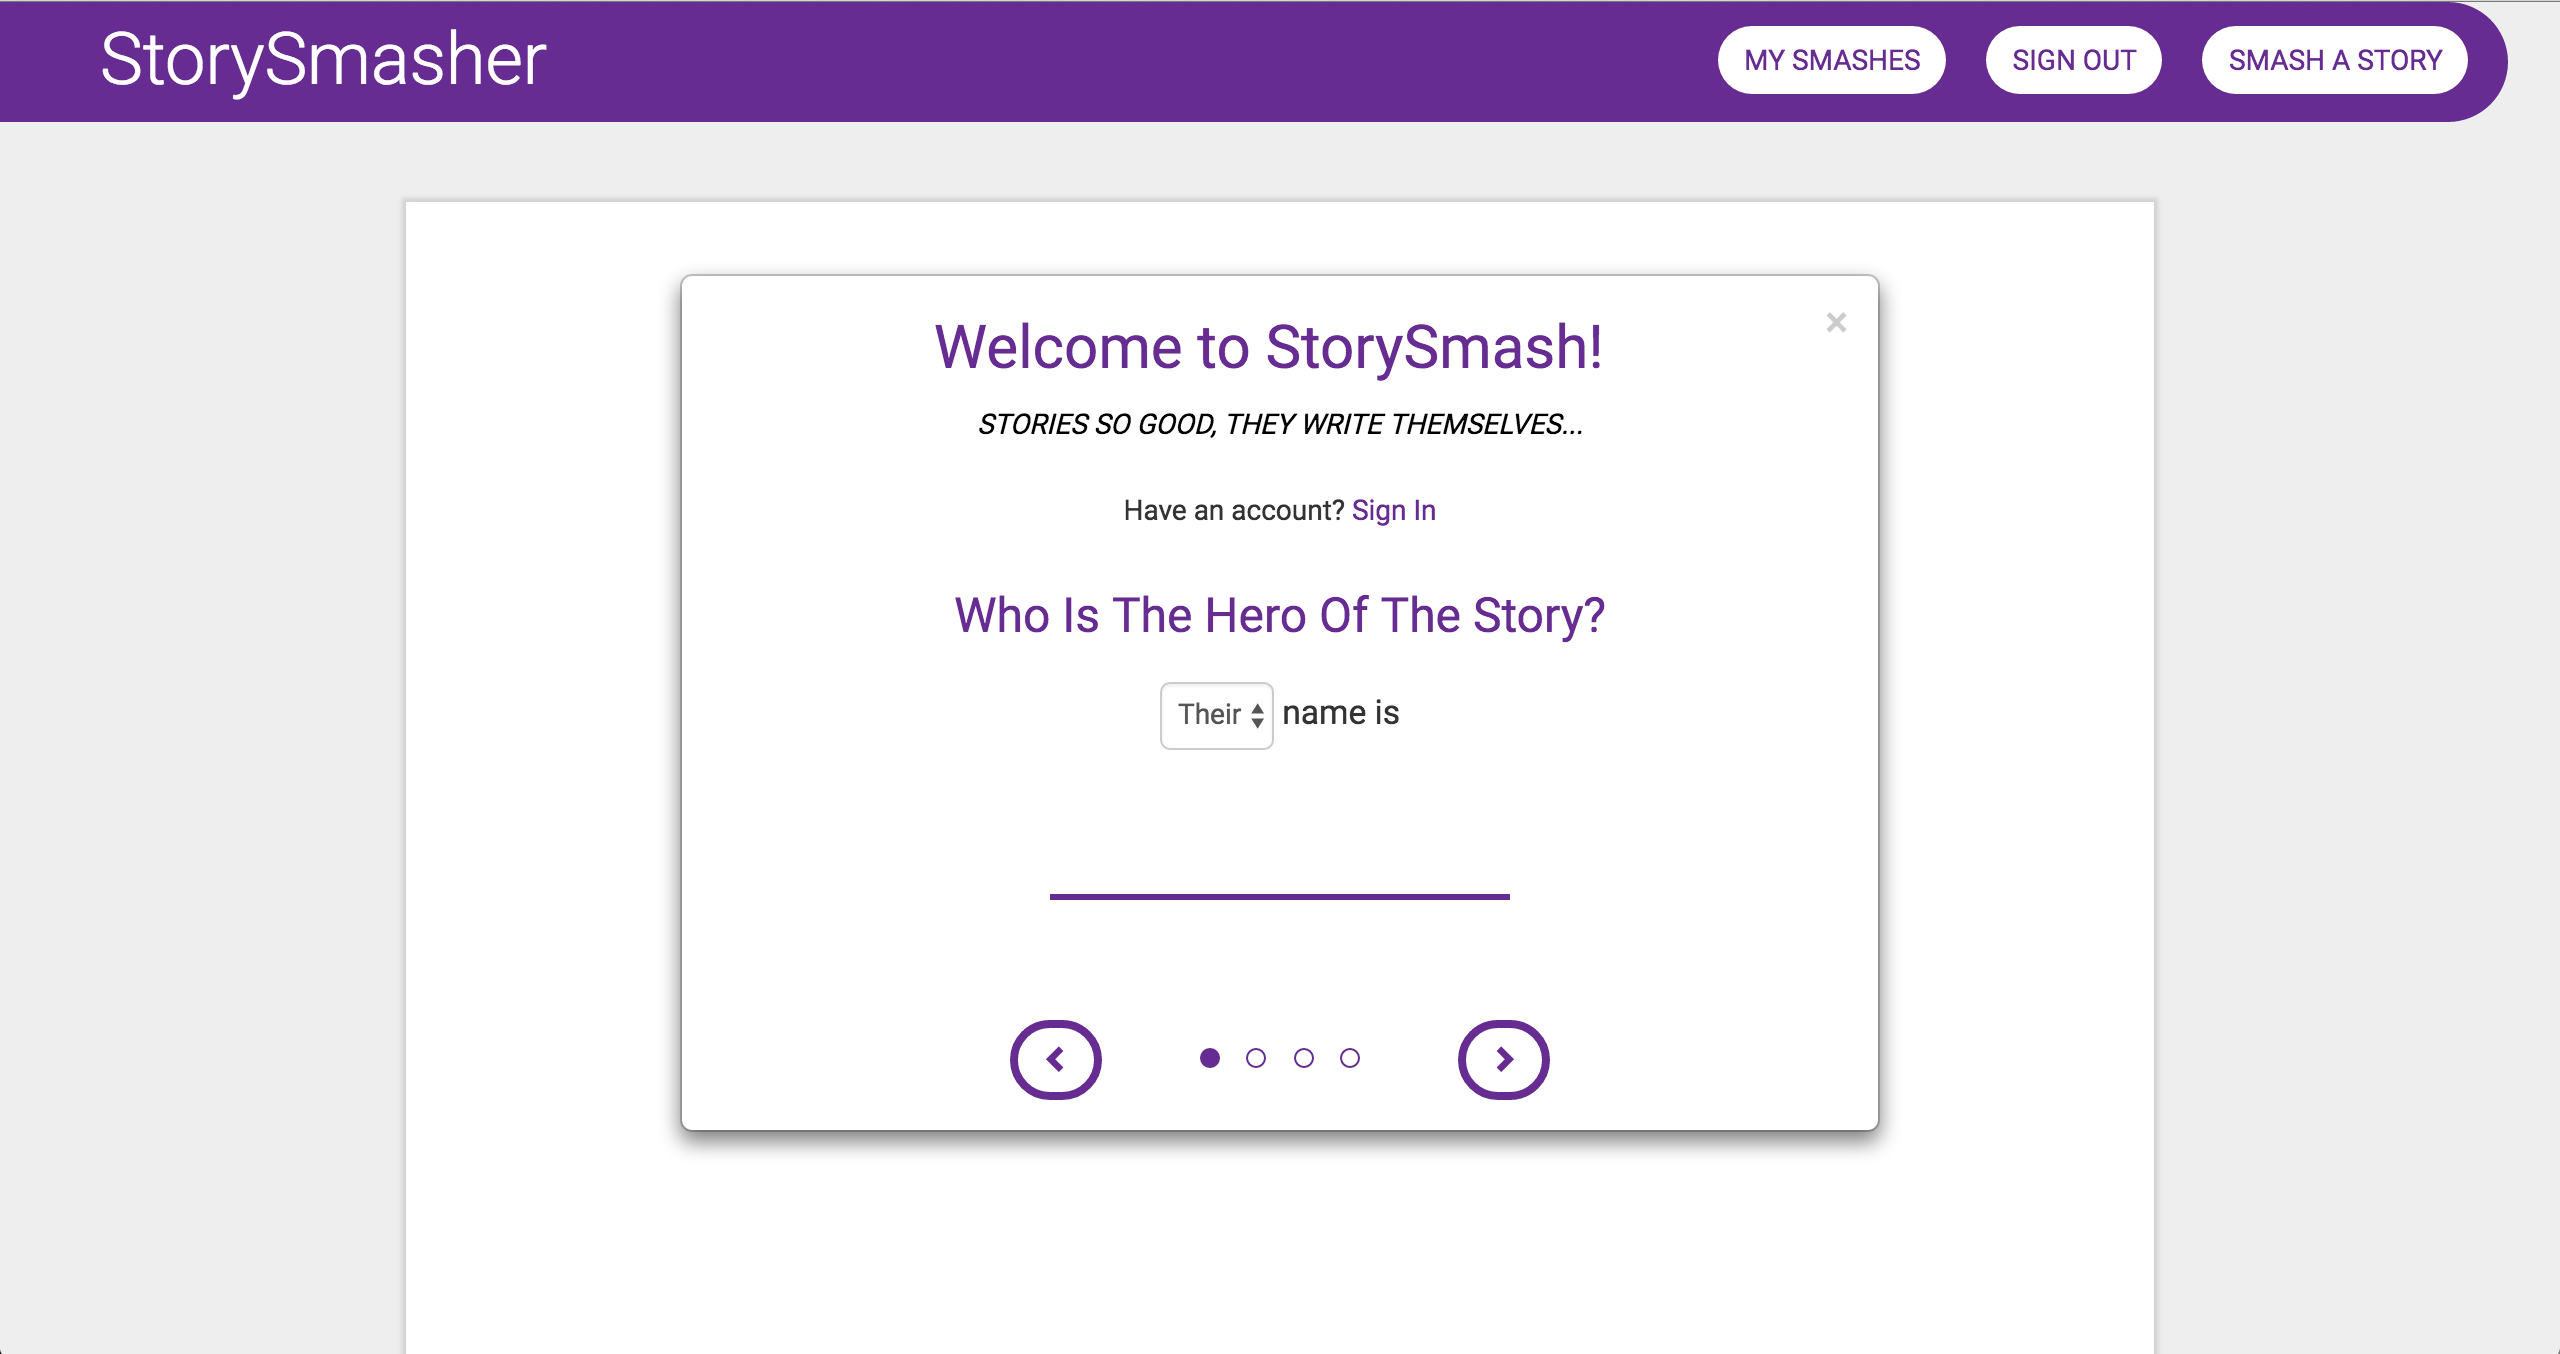 StorySmasher
MY SMASHES
SIGN OUT
SMASH A STORY
Welcome to StorySmash!
STORIES SO GOOD, THEY WRITE THEMSELVES...
Have an account? Sign In
Who Is The Hero Of The Story?
Their name is